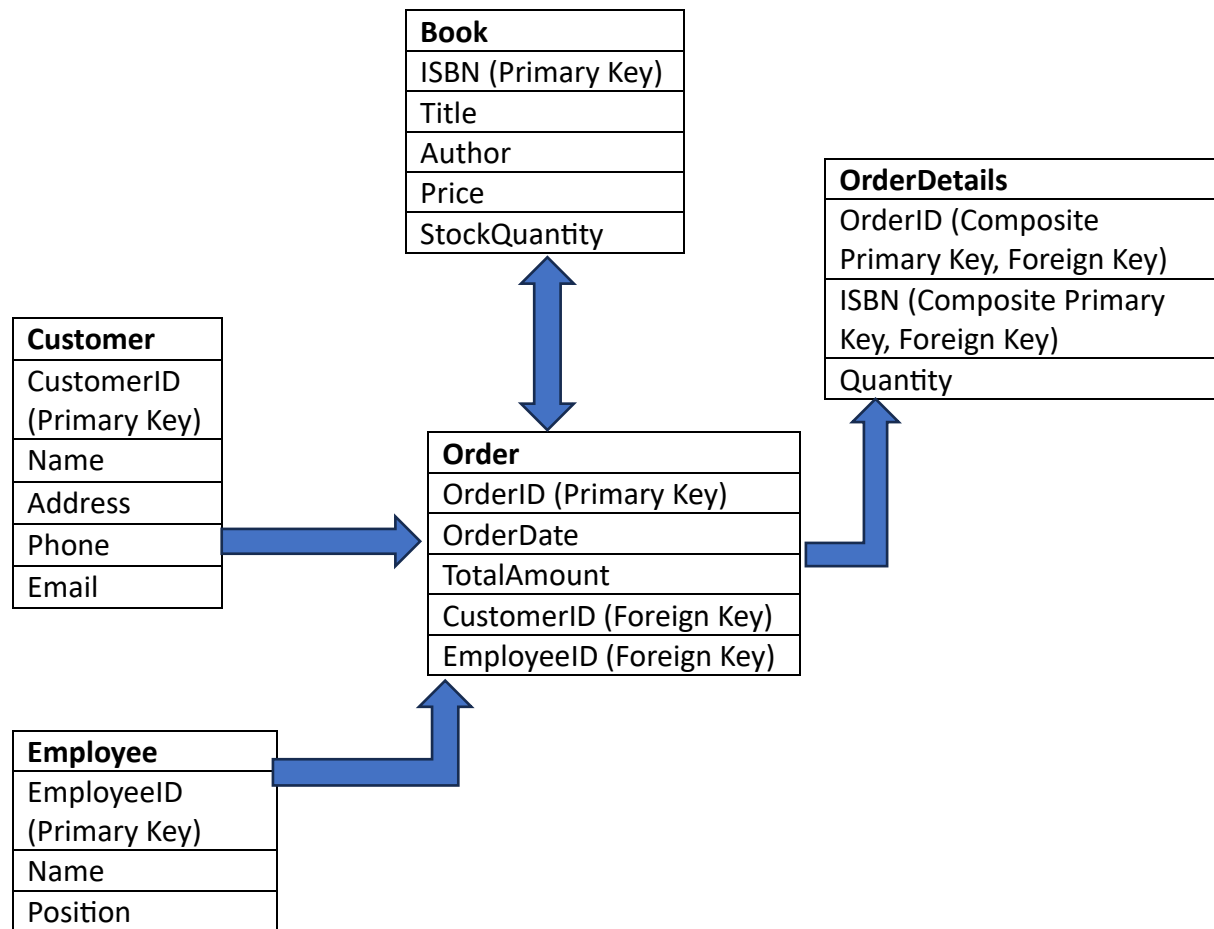 Book
ISBN (Primary Key)
Title
Author
Price
StockQuantity
OrderDetails
OrderID (Composite
Primary Key, Foreign Key)
ISBN (Composite Primary
Key, Foreign Key)
Quantity
Customer
CustomerID
(Primary Key)
Name
Address
Phone
Email
Order
OrderID (Primary Key)
OrderDate
TotalAmount
CustomerID (Foreign Key)
EmployeeID (Foreign Key)
Employee
EmployeeID
(Primary Key)
Name
Position